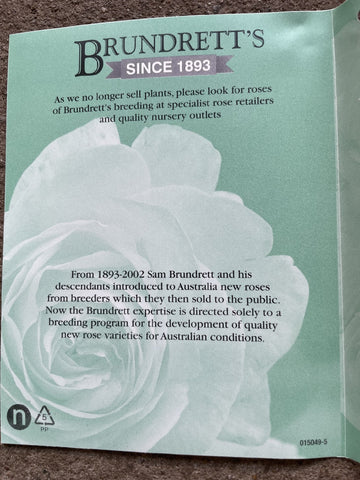 BRUNDRETT'S
SINCE 1893
As we no longer sell plants, please look for roses
of Brundrett's breeding at specialist rose retailers
and quality nursery outlets
From 1893-2002 Sam Brundrett and his
descendants introduced to Australia new roses
from breeders which they then sold to the public.
Now the Brundrett expertise is directed solely to a
breeding program for the development of quality
new rose varieties for Australian conditions.
n
5
PP
015049-5